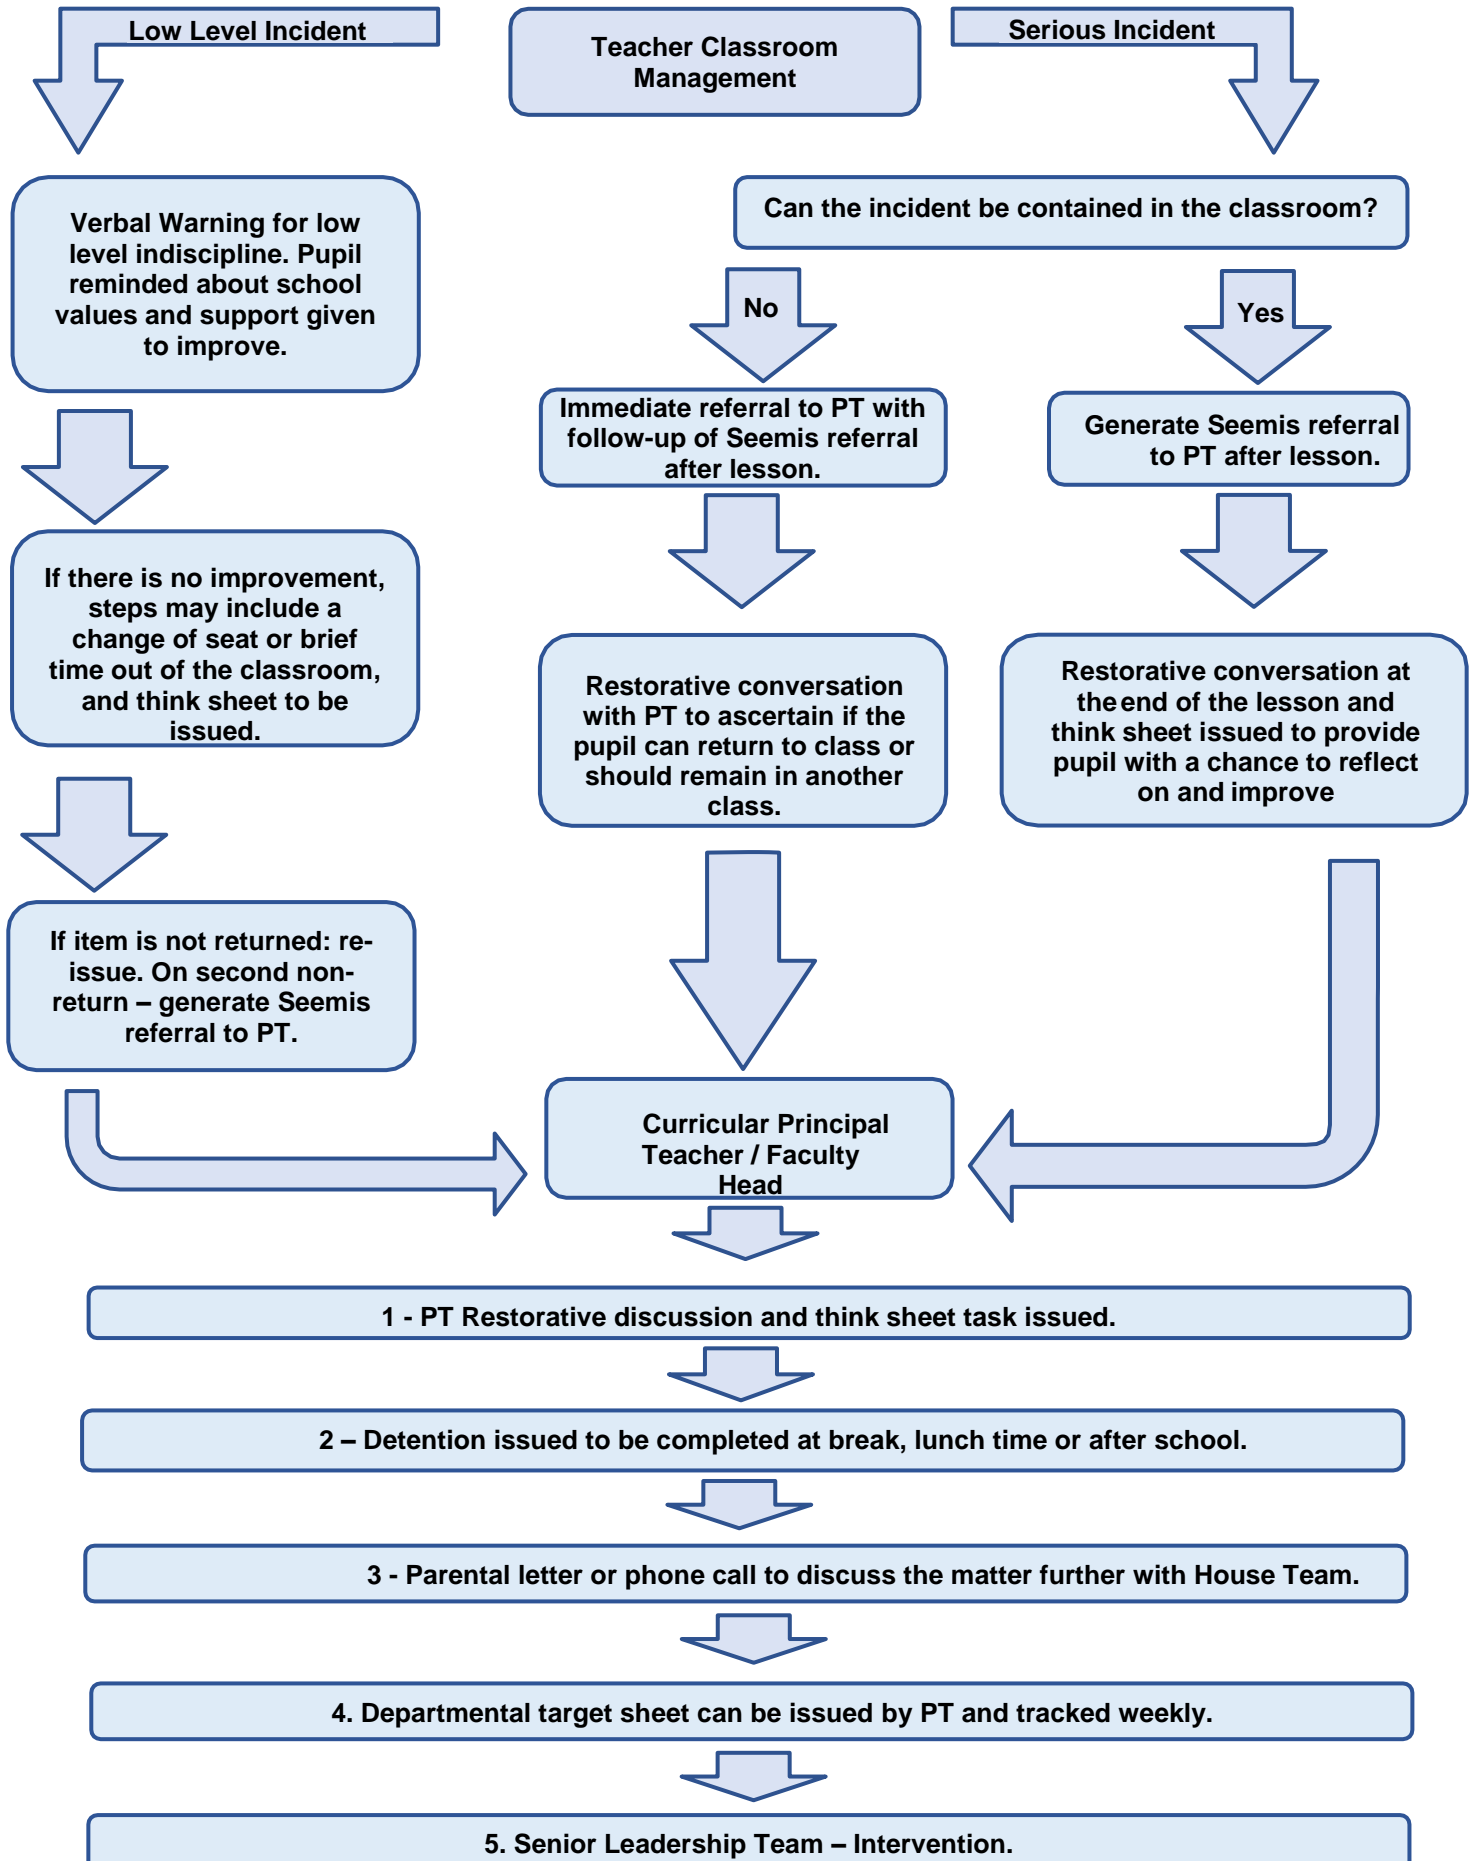 Low Level Incident
Teacher Classroom
Management
Serious Incident
Verbal Warning for low
level indiscipline. Pupil
reminded about school
values and support given
to improve.
Can the incident be contained in the classroom?
No
Yes
Immediate referral to PT with
follow-up of Seemis referral
after lesson.
Generate Seemis referral
to PT after lesson.
If there is no improvement,
steps may include a
change of seat or brief
time out of the classroom,
and think sheet to be
issued.
Restorative conversation
with PT to ascertain if the
pupil can return to class or
should remain in another
class.
Restorative conversation at
the end of the lesson and
think sheet issued to provide
pupil with a chance to reflect
on and improve
If item is not returned: re-
issue. On second non-
return – generate Seemis
referral to PT.
Curricular Principal
Teacher / Faculty
Head
1 - PT Restorative discussion and think sheet task issued.
2 – Detention issued to be completed at break, lunch time or after school.
3 - Parental letter or phone call to discuss the matter further with House Team.
4. Departmental target sheet can be issued by PT and tracked weekly.
5. Senior Leadership Team – Intervention.